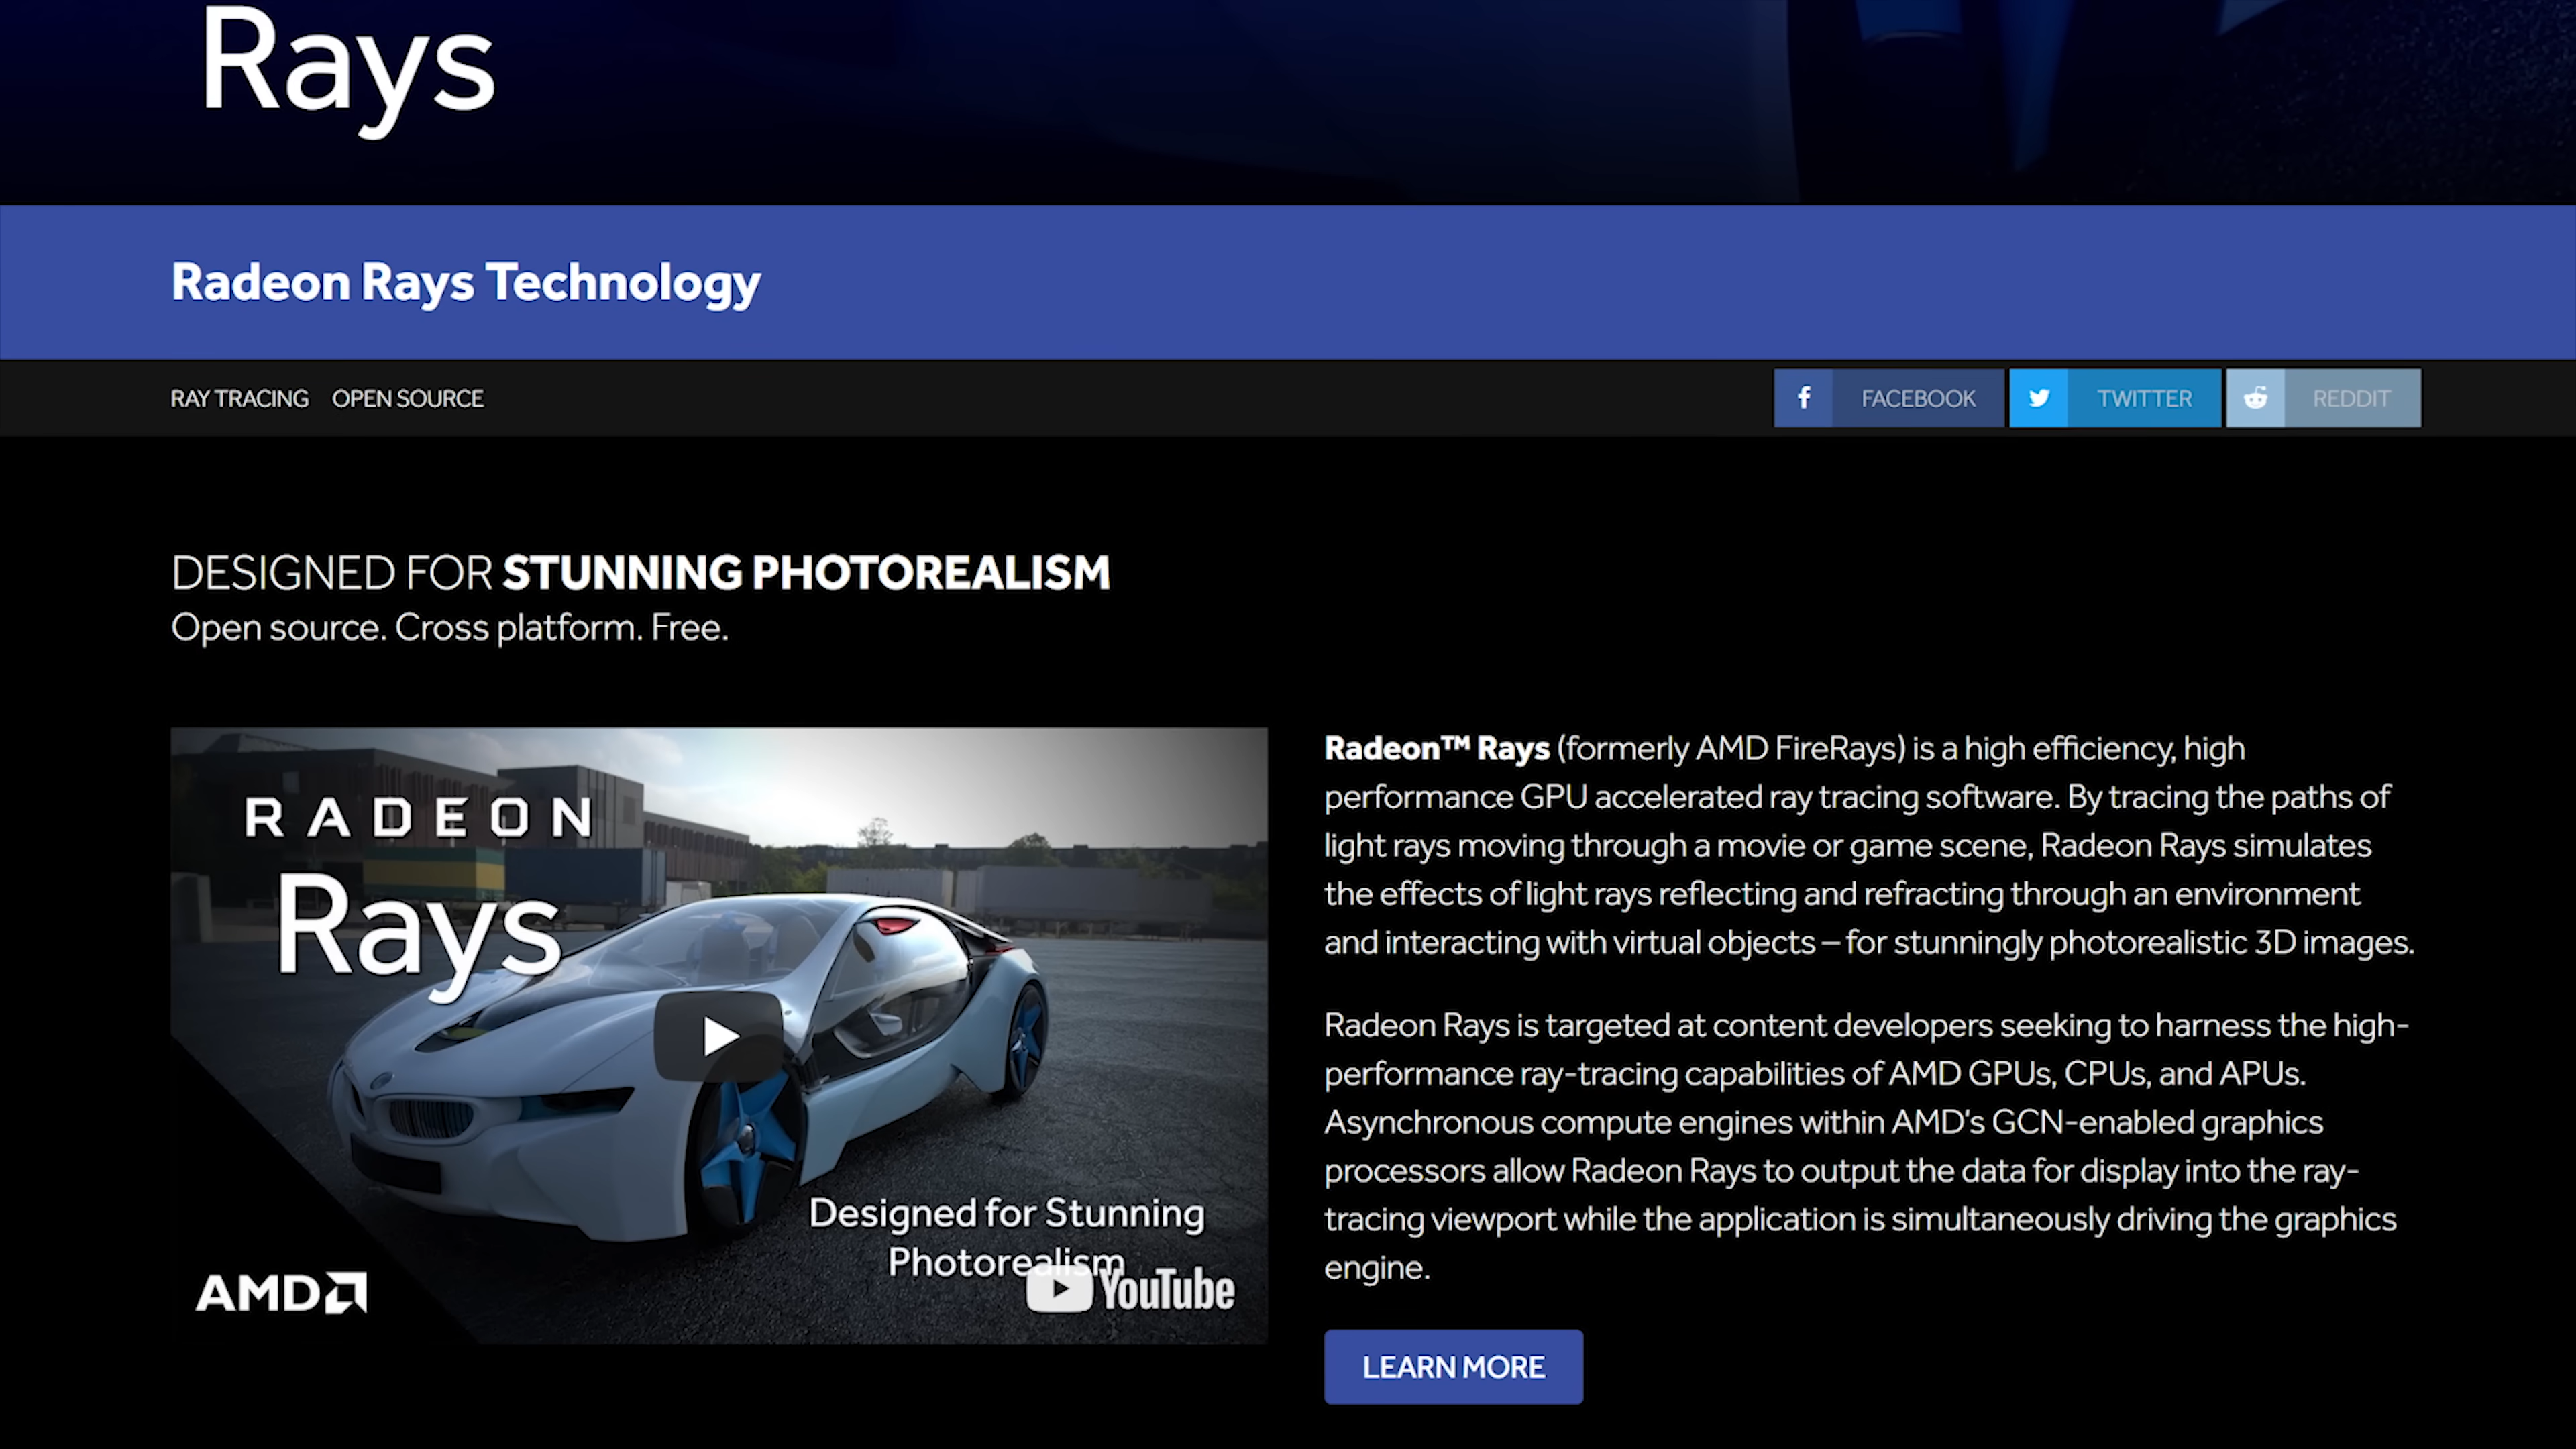 Rays
Radeon Rays Technology
RAY TRACING OPEN SOURCE
FACEBOOK TWITTER REDDIT
DESIGNED FOR STUNNING PHOTOREALISM
Open source. Cross platform. Free.
RADEON
Rays
Designed for Stunning
Photorealism
AMD
YouTube
Radeon™ Rays (formerly AMD FireRays) is a high efficiency, high
performance GPU accelerated ray tracing software. By tracing the paths of
light rays moving through a movie or game scene, Radeon Rays simulates
the effects of light rays reflecting and refracting through an environment
and interacting with virtual objects – for stunningly photorealistic 3D images.
Radeon Rays is targeted at content developers seeking to harness the high-
performance ray-tracing capabilities of AMD GPUs, CPUs, and APUs.
Asynchronous compute engines within AMD's GCN-enabled graphics
processors allow Radeon Rays to output the data for display into the ray-
tracing viewport while the application is simultaneously driving the graphics
engine.
LEARN MORE